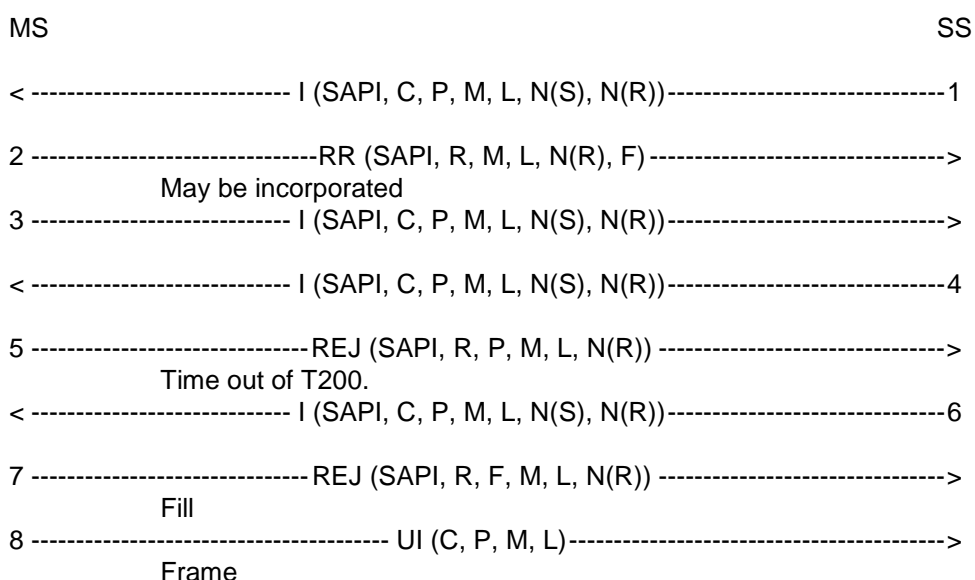 MS SS
< ----------------------------- I (SAPI, C, P, M, L, N(S), N(R))-------------------------------1
2 --------------------------------RR (SAPI, R, M, L, N(R), F) ---------------------------------->
May be incorporated
3 ----------------------------- I (SAPI, C, P, M, L, N(S), N(R))------------------------------->
< ----------------------------- I (SAPI, C, P, M, L, N(S), N(R))-------------------------------4
5 -------------------------------REJ (SAPI, R, P, M, L, N(R)) --------------------------------->
Time out of T200.
< ----------------------------- I (SAPI, C, P, M, L, N(S), N(R))-------------------------------6
7 -------------------------------REJ (SAPI, R, F, M, L, N(R)) --------------------------------->
Fill
8 ---------------------------------------- UI (C, P, M, L)------------------------------------------>
Frame